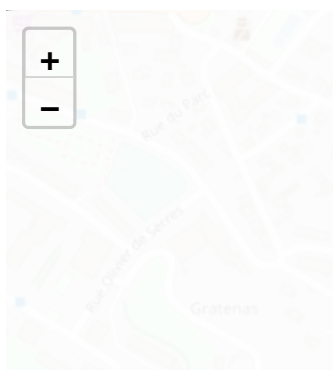 +
−
Rue du Parc
Rue Olivier de Serres
Gratenas